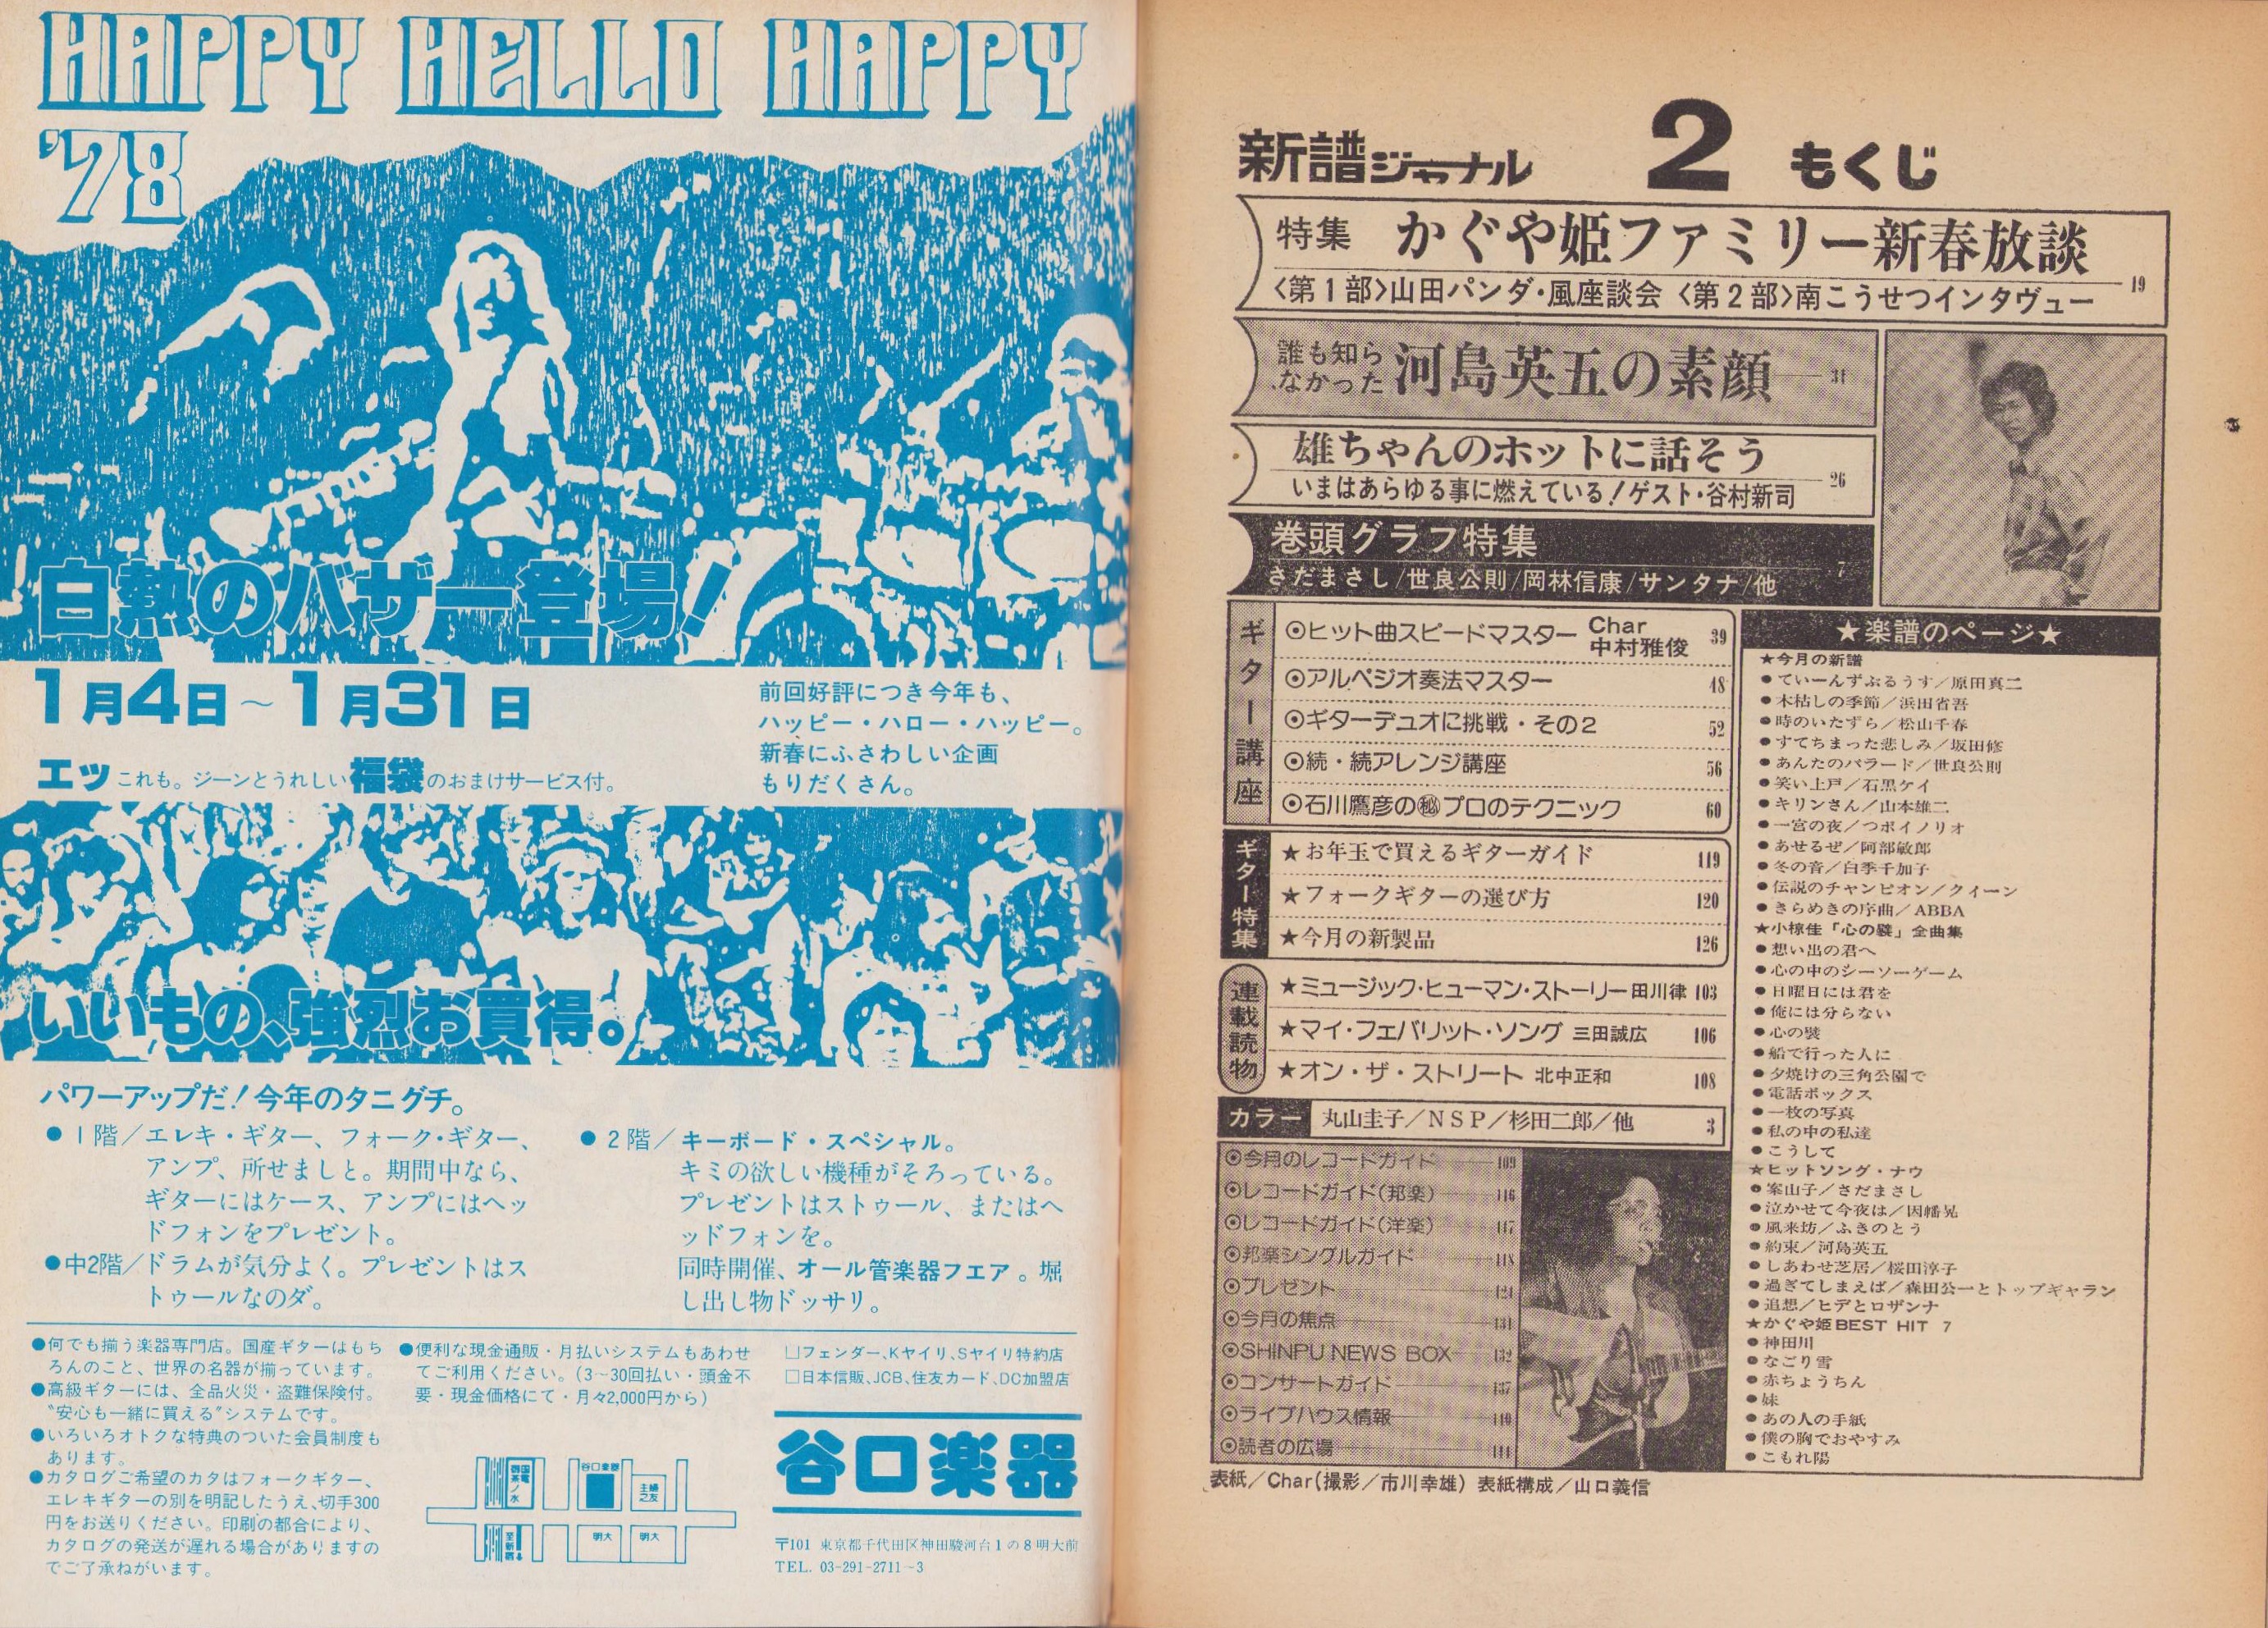 HAPPY HELLO HAPPY
'78
白熱のバザー登場!
1月4日～1月31日
エッこれも。ジーンとうれしい福袋のおまけサービス付。
前回好評につき今年も、
ハッピー・ハロー・ハッピー。
新春にふさわしい企画
もりだくさん。
いいもの、強烈お買得。
パワーアップだ!今年のタニグチ。
●1階／エレキ・ギター、フォーク・ギター、
アンプ、所せましと。期間中なら、
ギターにはケース、アンプにはヘッ
ドフォンをプレゼント。
●中2階／ドラムが気分よく。プレゼントはス
トゥールなのダ。
●2階／キーボード・スペシャル。
キミの欲しい機種がそろっている。
プレゼントはストゥール、またはヘ
ッドフォンを。
同時開催、オール管楽器フェア。堀
し出し物ドッサリ。
●何でも揃う楽器専門店。国産ギターはもち
ろんのこと、世界の名器が揃っています。
●高級ギターには、全品火災・盗難保険付。
“安心も一緒に買える”システムです。
●いろいろオトクな特典のついた会員制度も
あります。
●カタログご希望のカタはフォークギター、
エレキギターの別を明記したうえ、切手300
円をお送りください。印刷の都合により、
カタログの発送が遅れる場合がありますの
でご了承ねがいます。
●便利な現金通販・月払いシステムもあわせ
てご利用ください。(3～30回払い・頭金不
要・現金価格にて・月々2,000円から)
□フェンダー、Kヤイリ、Sヤイリ特約店
□日本信販、JCB、住友カード、DC加盟店
谷口楽器
国電御茶ノ水
谷口楽器
主婦之友
至新宿
明大
明大
〒101 東京都千代田区神田駿河台1の8明大前
TEL. 03-291-2711～3
新譜ジャーナル 2 もくじ
特集 かぐや姫ファミリー新春放談
〈第1部〉山田パンダ・風座談会〈第2部〉南こうせつインタヴュー 19
誰も知らなかった 河島英五の素顔 31
雄ちゃんのホットに話そう
いまはあらゆる事に燃えている!ゲスト・谷村新司 26
巻頭グラフ特集
さだまさし/世良公則/岡林信康/サンタナ/他 7
ギター講座
◎ヒット曲スピードマスター Char 中村雅俊 39
◎アルペジオ奏法マスター 48
◎ギターデュオに挑戦・その2 52
◎続・続アレンジ講座 56
◎石川鷹彦の㊙プロのテクニック 60
ギター特集
★お年玉で買えるギターガイド 119
★フォークギターの選び方 120
★今月の新製品 126
連載読物
★ミュージック・ヒューマン・ストーリー 田川律 103
★マイ・フェバリット・ソング 三田誠広 106
★オン・ザ・ストリート 北中正和 108
カラー 丸山圭子／NSP／杉田二郎／他 3
◎今月のレコードガイド 109
◎レコードガイド(邦楽) 116
◎レコードガイド(洋楽) 117
◎邦楽シングルガイド 118
◎プレゼント 121
◎今月の焦点 131
◎SHINPU NEWS BOX 132
◎コンサートガイド 137
◎ライブハウス情報 140
◎読者の広場
表紙／Char(撮影／市川幸雄) 表紙構成／山口義信
★楽譜のページ★
★今月の新譜
●てぃーんずぶるうす／原田真二
●木枯しの季節／浜田省吾
●時のいたずら／松山千春
●すてちまった悲しみ／坂田修
●あんたのバラード／世良公則
●笑い上戸／石黒ケイ
●キリンさん／山本雄二
●一宮の夜／つボイノリオ
●あせるぜ／阿部敏郎
●冬の音／白季千加子
●伝説のチャンピオン／クイーン
●きらめきの序曲／ABBA
★小椋佳「心の襞」全曲集
●想い出の君へ
●心の中のシーソーゲーム
●日曜日には君を
●俺には分らない
●心の襞
●船で行った人に
●夕焼けの三角公園で
●電話ボックス
●一枚の写真
●私の中の私達
●こうして
★ヒットソング・ナウ
●案山子／さだまさし
●泣かせて今夜は／因幡晃
●風来坊／ふきのとう
●約束／河島英五
●しあわせ芝居／桜田淳子
●過ぎてしまえば／森田公一とトップギャラン
●追想／ヒデとロザンナ
★かぐや姫BEST HIT 7
●神田川
●なごり雪
●赤ちょうちん
●妹
●あの人の手紙
●僕の胸でおやすみ
●こもれ陽